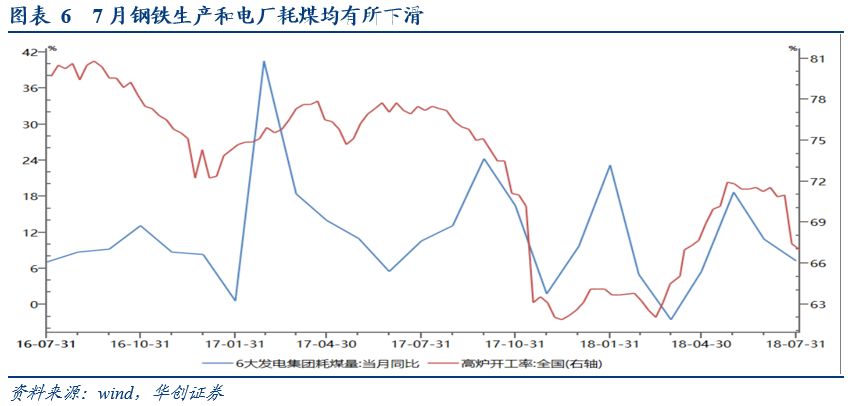 图表 6 7 月钢铁生产和电厂耗煤均有所下滑
% %
42 81
36 78
30 75
24 72
18 69
12 66
6 63
0
16-07-31 16-10-31 17-01-31 17-04-30 17-07-31 17-10-31 18-01-31 18-04-30 18-07-31
6大发电集团耗煤量:当月同比 高炉开工率:全国(右轴)
资料来源：wind，华创证券